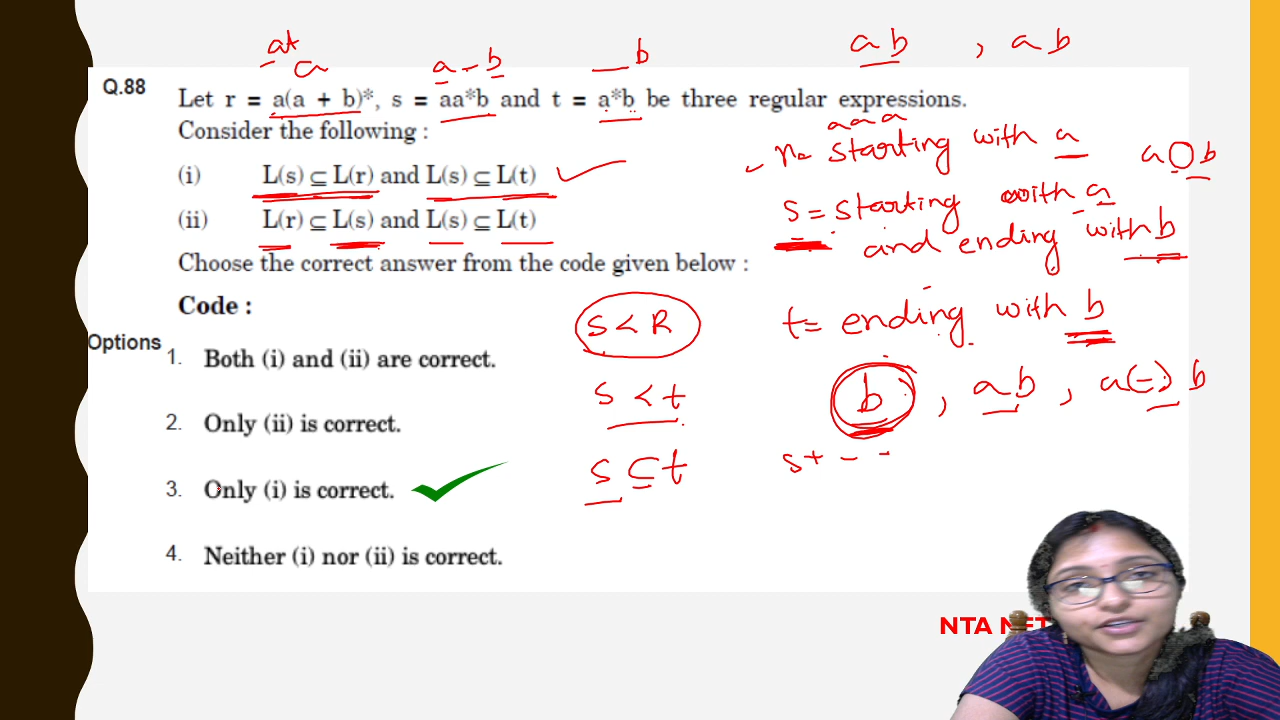 at
a
a - b
b
ab , ab
Q.88
Let r = a(a + b)*, s = aa*b and t = a*b be three regular expressions.
Consider the following :
aaa
r= starting with a
a b
(i) L(s) ⊆ L(r) and L(s) ⊆ L(t)
s = starting with a
and ending with b
(ii) L(r) ⊆ L(s) and L(s) ⊆ L(t)
Choose the correct answer from the code given below :
Code :
s < R
t= ending with b
Options
1. Both (i) and (ii) are correct.
s < t
b , ab , a(-) b
2. Only (ii) is correct.
s ⊆ t
s+ - -
3. Only (i) is correct.
4. Neither (i) nor (ii) is correct.
NTA NET